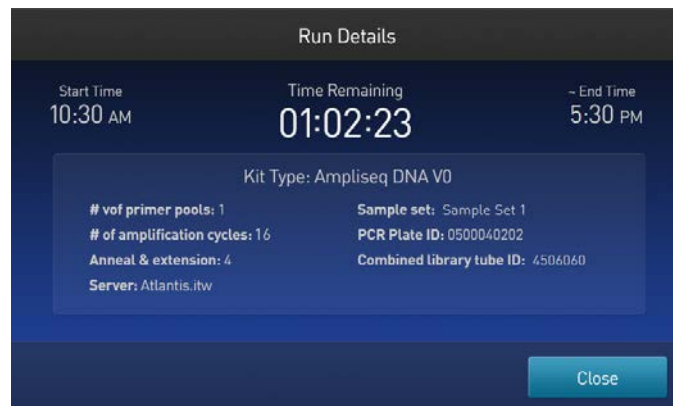 Run Details
Start Time
10:30 AM
Time Remaining
01:02:23
~ End Time
5:30 PM
Kit Type: Ampliseq DNA V0
# vof primer pools: 1
# of amplification cycles: 16
Anneal & extension: 4
Server: Atlantis.itw
Sample set: Sample Set 1
PCR Plate ID: 0500040202
Combined library tube ID: 4506060
Close